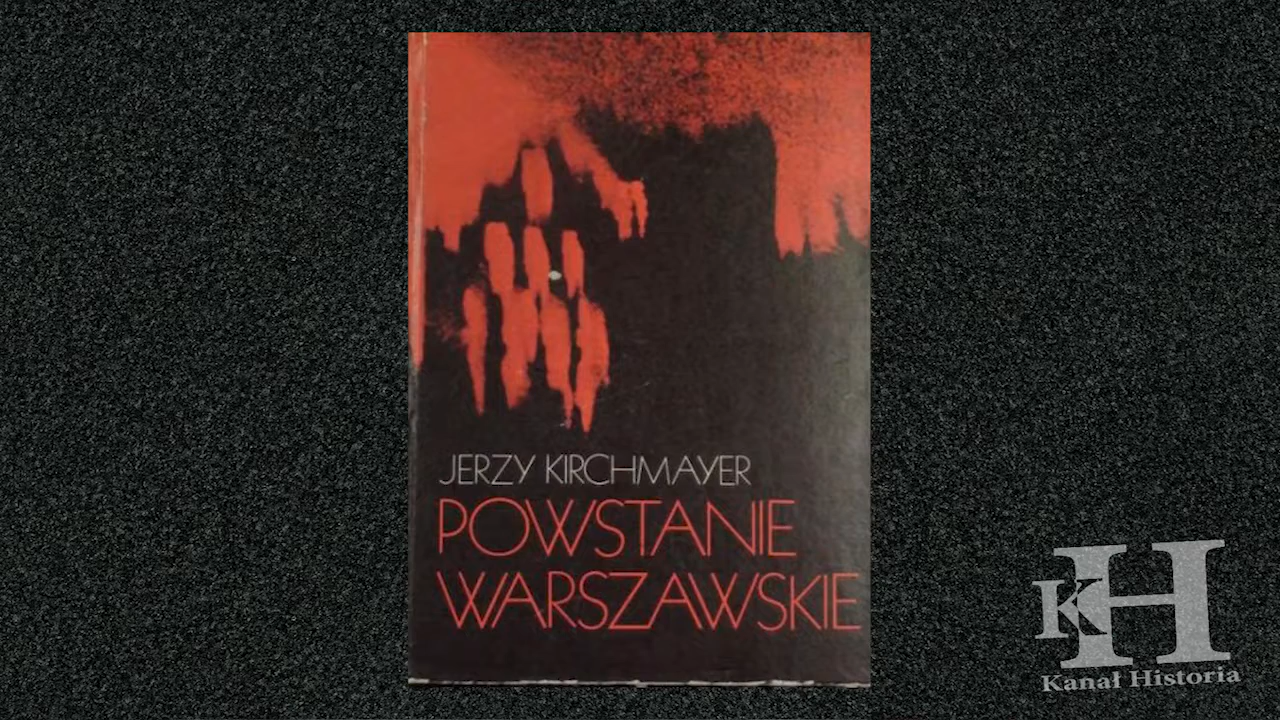 JERZY KIRCHMAYER
POWSTANIE
WARSZAWSKIE
KH
Kanał Historia